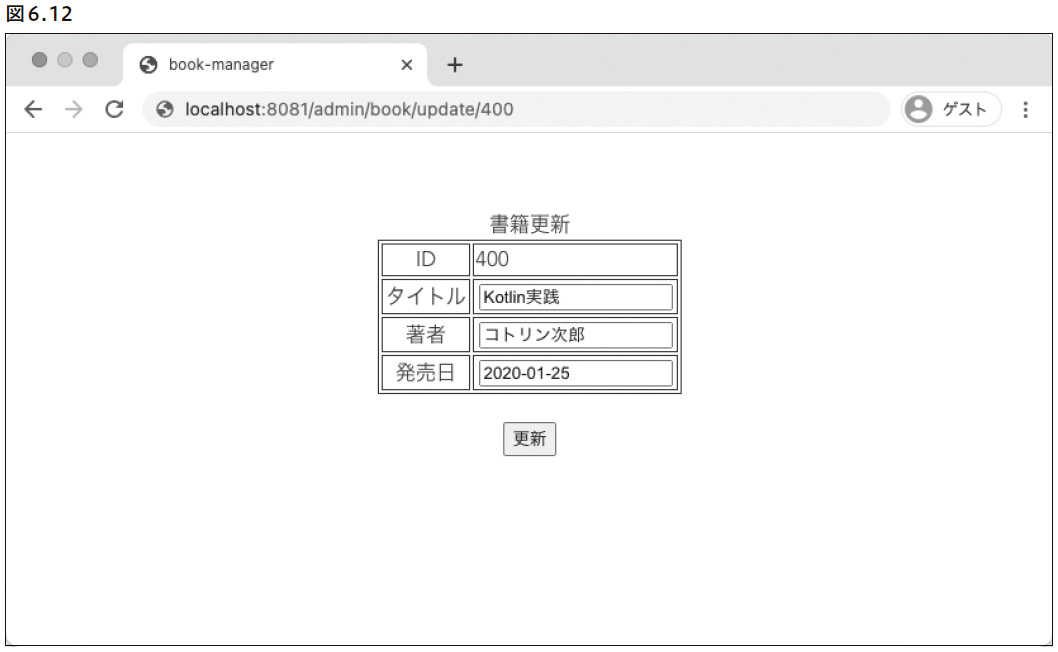 図6.12
book-manager
localhost:8081/admin/book/update/400
ゲスト
書籍更新
ID 400
タイトル Kotlin実践
著者 コトリン次郎
発売日 2020-01-25
更新